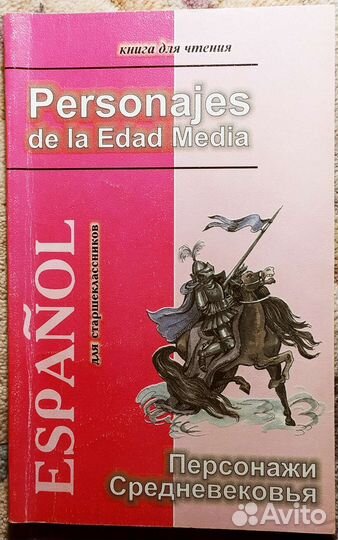 книга для чтения
Personajes
de la Edad Media
ESPAÑOL
для старшеклассников
Персонажи
Средневековья
Avito